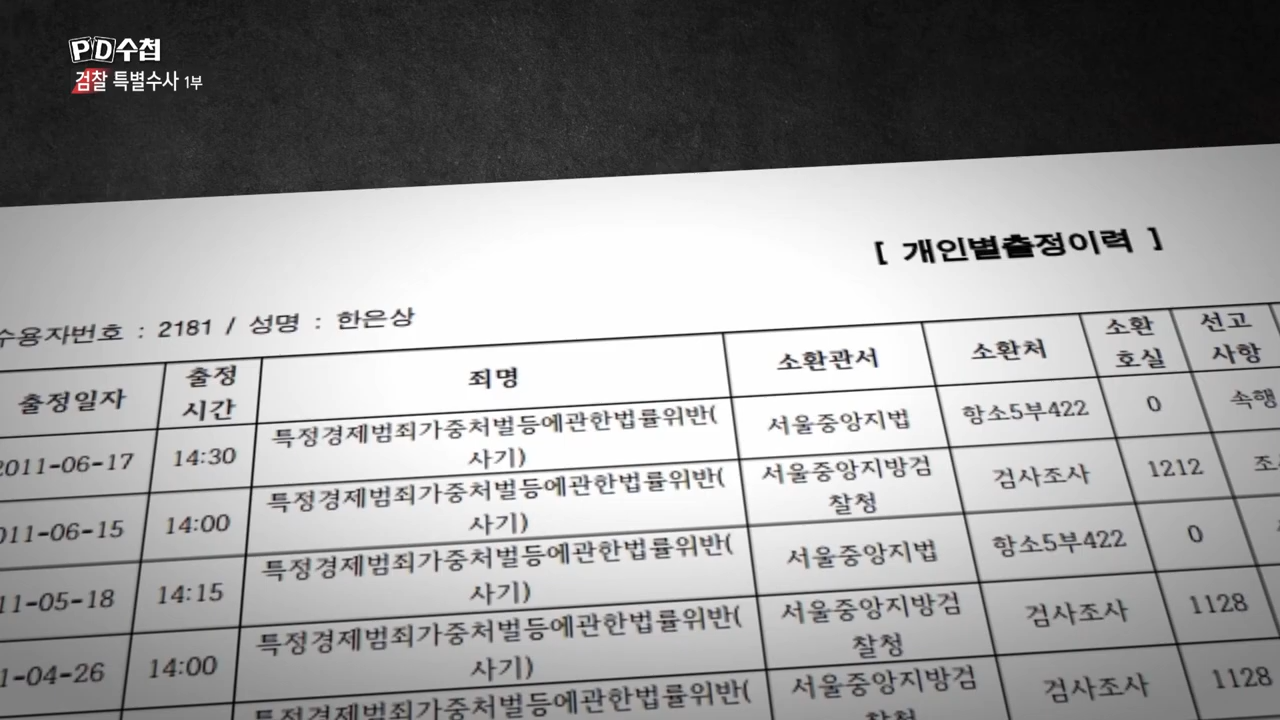 PD수첩
검찰 특별수사 1부
[ 개인별출정이력 ]
수용자번호 : 2181 / 성명 : 한은상
출정일자 출정시간 죄명 소환관서 소환처 소환호실 선고사항
2011-06-17 14:30 특정경제범죄가중처벌등에관한법률위반(사기) 서울중앙지법 항소5부422 0 속행
011-06-15 14:00 특정경제범죄가중처벌등에관한법률위반(사기) 서울중앙지방검찰청 검사조사 1212
11-05-18 14:15 특정경제범죄가중처벌등에관한법률위반(사기) 서울중앙지법 항소5부422 0
1-04-26 14:00 특정경제범죄가중처벌등에관한법률위반(사기) 서울중앙지방검찰청 검사조사 1128
특정경제범죄가중처벌등에관한법률위반( 서울중앙지방검찰청 검사조사 1128